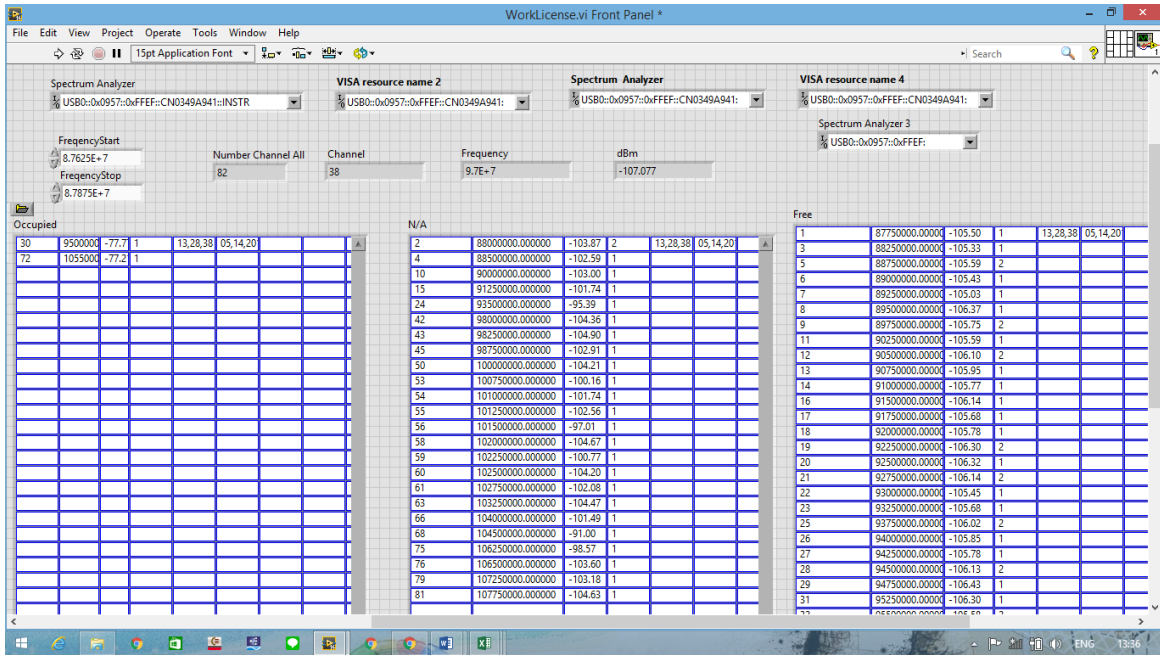 WorkLicense.vi Front Panel *
File Edit View Project Operate Tools Window Help
15pt Application Font
Search
Spectrum Analyzer
USB0::0x0957::0xFFEF::CN0349A941::INSTR
VISA resource name 2
USB0::0x0957::0xFFEF::CN0349A941:
Spectrum Analyzer
USB0::0x0957::0xFFEF::CN0349A941:
VISA resource name 4
USB0::0x0957::0xFFEF::CN0349A941:
Spectrum Analyzer 3
USB0::0x0957::0xFFEF:
FreqencyStart
8.7625E+7
FreqencyStop
8.7875E+7
Number Channel All
82
Channel
38
Frequency
9.7E+7
dBm
-107.077
Occupied
30 9500000 -77.7 1 13,28,38 05,14,20
72 1055000 -77.2 1
N/A
2 88000000.000000 -103.87 2 13,28,38 05,14,20
4 88500000.000000 -102.59 1
10 90000000.000000 -103.00 1
15 91250000.000000 -101.74 1
24 93500000.000000 -95.39 1
42 98000000.000000 -104.36 1
43 98250000.000000 -104.90 1
45 98750000.000000 -102.91 1
50 100000000.000000 -104.21 1
53 100750000.000000 -100.16 1
54 101000000.000000 -101.74 1
55 101250000.000000 -102.56 1
56 101500000.000000 -97.01 1
58 102000000.000000 -104.67 1
59 102250000.000000 -100.77 1
60 102500000.000000 -104.20 1
61 102750000.000000 -102.08 1
63 103250000.000000 -104.47 1
66 104000000.000000 -101.49 1
68 104500000.000000 -91.00 1
75 106250000.000000 -98.57 1
76 106500000.000000 -103.60 1
79 107250000.000000 -103.18 1
81 107750000.000000 -104.63 1
Free
1 87750000.00000 -105.50 1 13,28,38 05,14,20
3 88250000.00000 -105.33 1
5 88750000.00000 -105.59 2
6 89000000.00000 -105.43 1
7 89250000.00000 -105.03 1
8 89500000.00000 -106.37 1
9 89750000.00000 -105.75 2
11 90250000.00000 -105.59 1
12 90500000.00000 -106.10 2
13 90750000.00000 -105.95 1
14 91000000.00000 -105.77 1
16 91500000.00000 -106.14 1
17 91750000.00000 -105.68 1
18 92000000.00000 -105.78 1
19 92250000.00000 -106.30 2
20 92500000.00000 -106.32 1
21 92750000.00000 -106.14 2
22 93000000.00000 -105.45 1
23 93250000.00000 -105.68 1
25 93750000.00000 -106.02 2
26 94000000.00000 -105.85 1
27 94250000.00000 -105.78 1
28 94500000.00000 -106.13 2
29 94750000.00000 -106.43 1
31 95250000.00000 -106.30 1
ENG 13:36